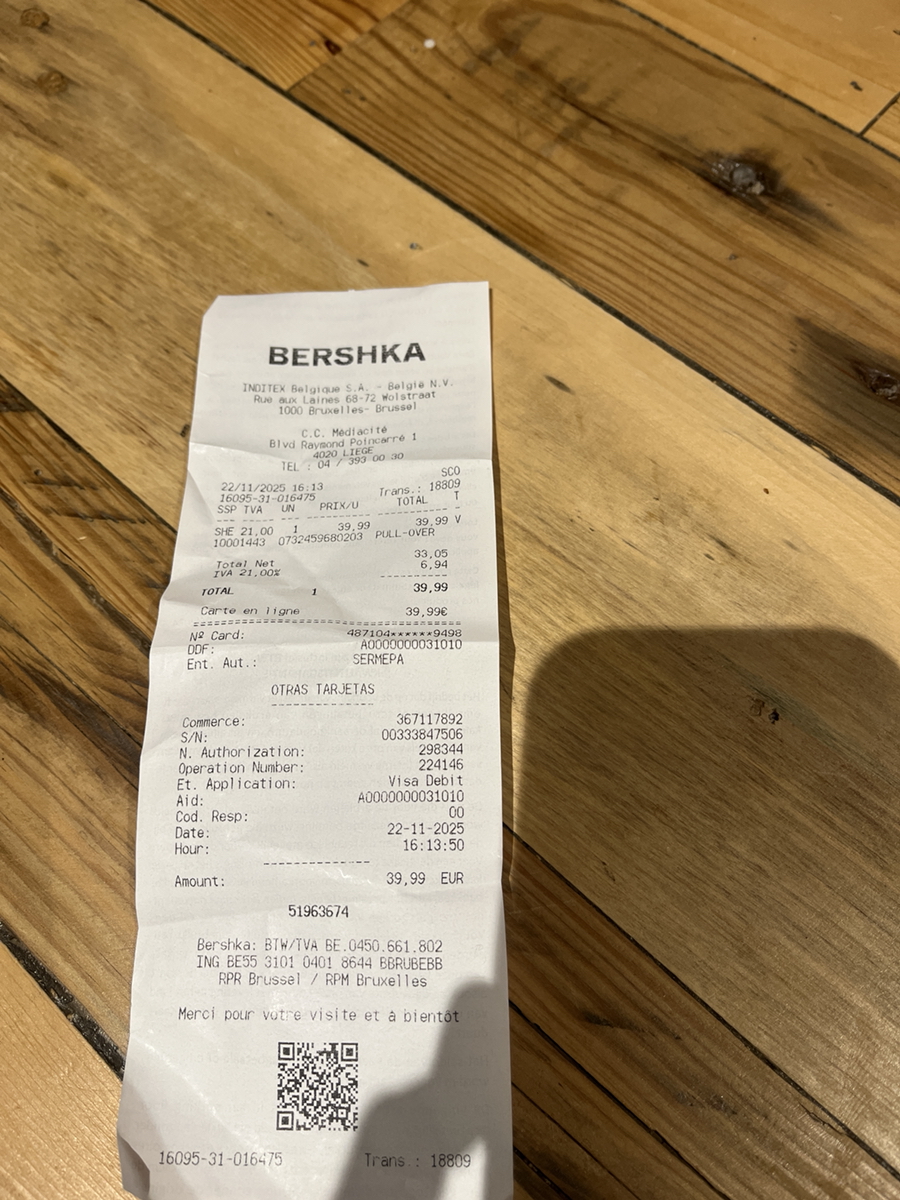 BERSHKA
INDITEX Belgique S.A. - België N.V.
Rue aux Laines 68-72 Wolstraat
1000 Bruxelles- Brussel
C.C. Médiacité
Blvd Raymond Poincarré 1
4020 LIEGE
TEL : 04 / 393 00 30
SCO
22/11/2025 16:13 Trans.: 18809
16095-31-016475
SSP TVA UN PRIX/U TOTAL T
SHE 21,00 1 39,99 39,99 V
10001443 0732459680203 PULL-OVER
Total Net 33,05
IVA 21,00% 6,94
TOTAL 1 39,99
Carte en ligne 39,99€
Nº Card: 487104******9498
DDF: A0000000031010
Ent. Aut.: SERMEPA
OTRAS TARJETAS
Commerce: 367117892
S/N: 00333847506
N. Authorization: 298344
Operation Number: 224146
Et. Application: Visa Debit
Aid: A0000000031010
Cod. Resp: 00
Date: 22-11-2025
Hour: 16:13:50
Amount: 39,99 EUR
51963674
Bershka: BTW/TVA BE.0450.661.802
ING BE55 3101 0401 8644 BBRUBEBB
RPR Brussel / RPM Bruxelles
Merci pour votre visite et à bientôt
16095-31-016475 Trans.: 18809